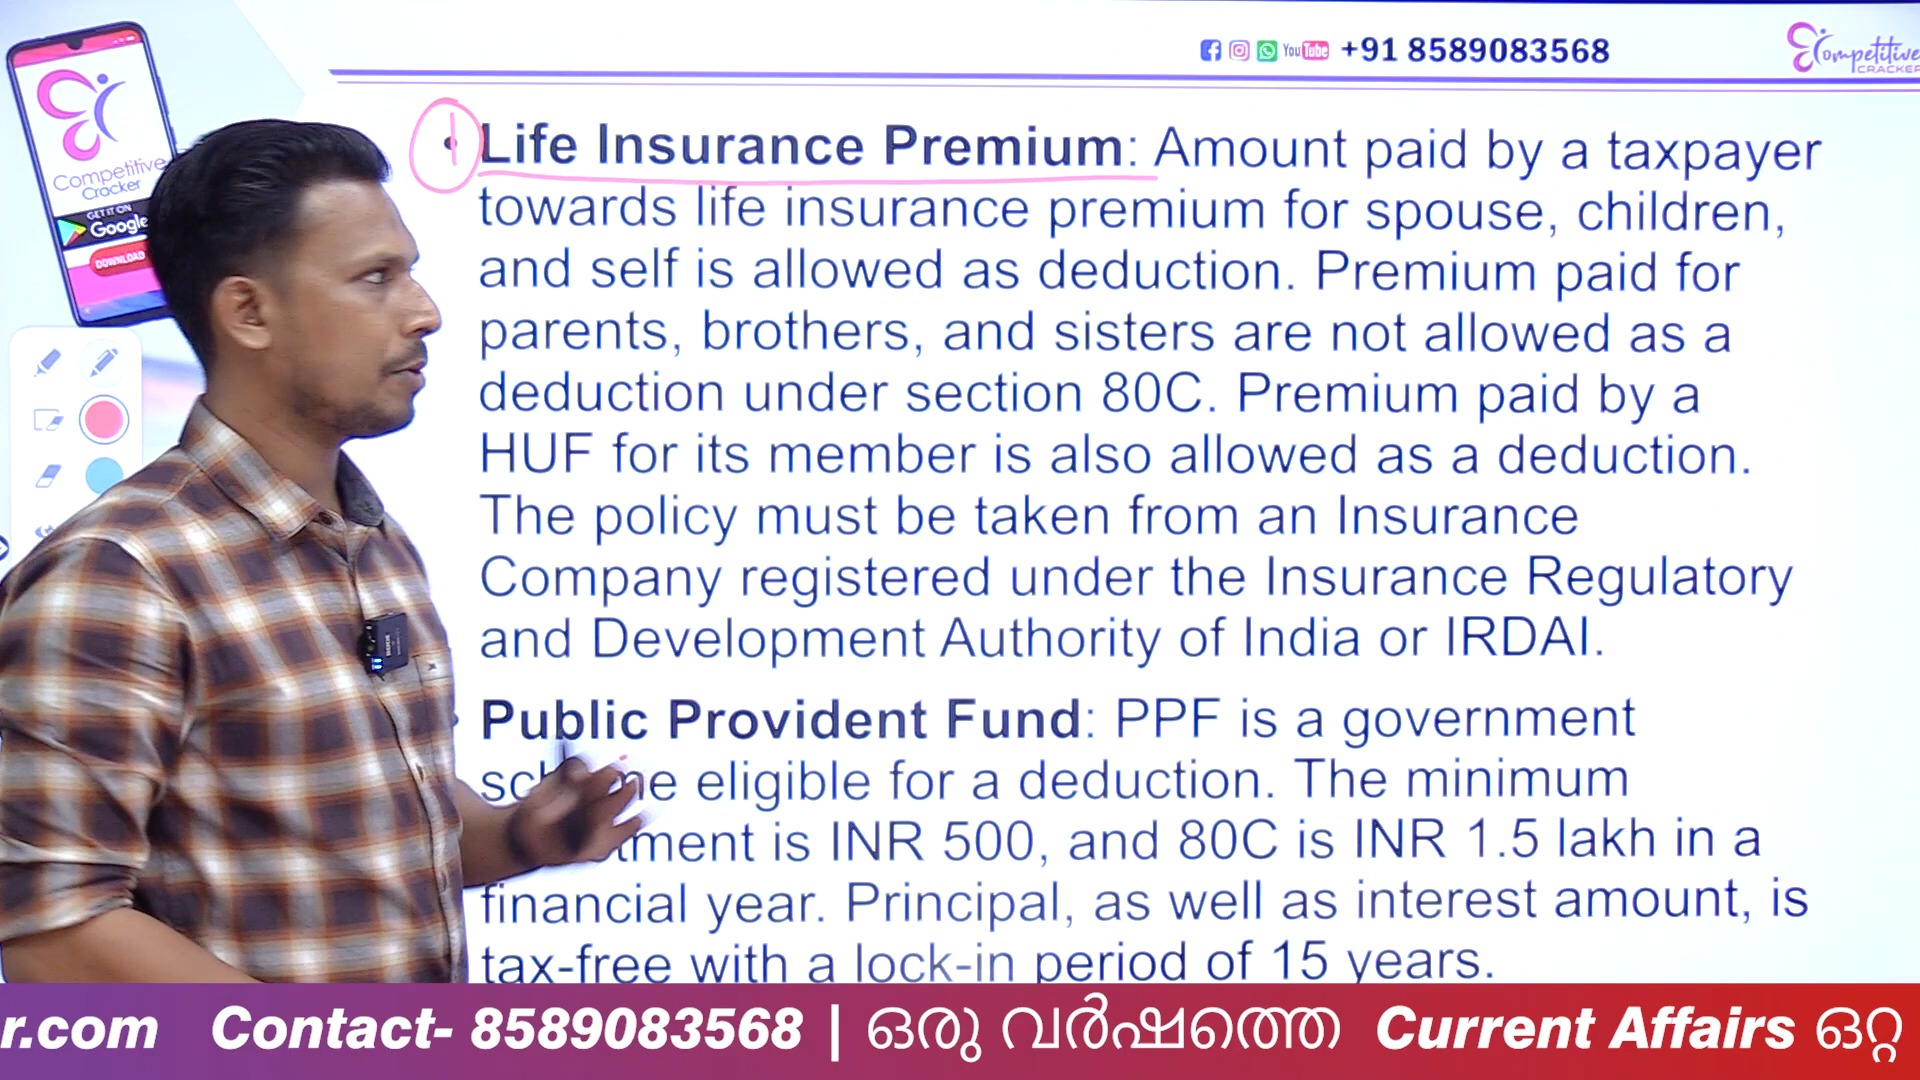 You Tube +91 8589083568
Competitive
CRACKER
Competitive
Cracker
GET IT ON
Google
DOWNLOAD
• Life Insurance Premium: Amount paid by a taxpayer
towards life insurance premium for spouse, children,
and self is allowed as deduction. Premium paid for
parents, brothers, and sisters are not allowed as a
deduction under section 80C. Premium paid by a
HUF for its member is also allowed as a deduction.
The policy must be taken from an Insurance
Company registered under the Insurance Regulatory
and Development Authority of India or IRDAI.
Public Provident Fund: PPF is a government
eligible for a deduction. The minimum
is INR 500, and 80C is INR 1.5 lakh in a
financial year. Principal, as well as interest amount, is
tax-free with a lock-in period of 15 years.
r.com Contact- 8589083568 | ഒരു വർഷത്തെ Current Affairs ഒറ്റ